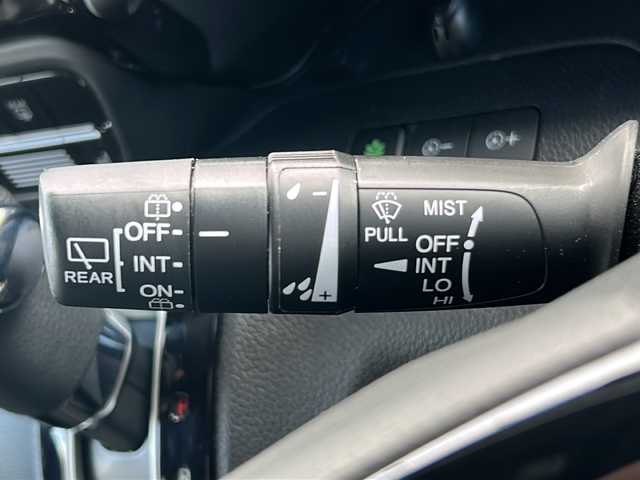 OFF
INT
ON
REAR
- +
MIST
PULL
OFF
INT
LO
HI